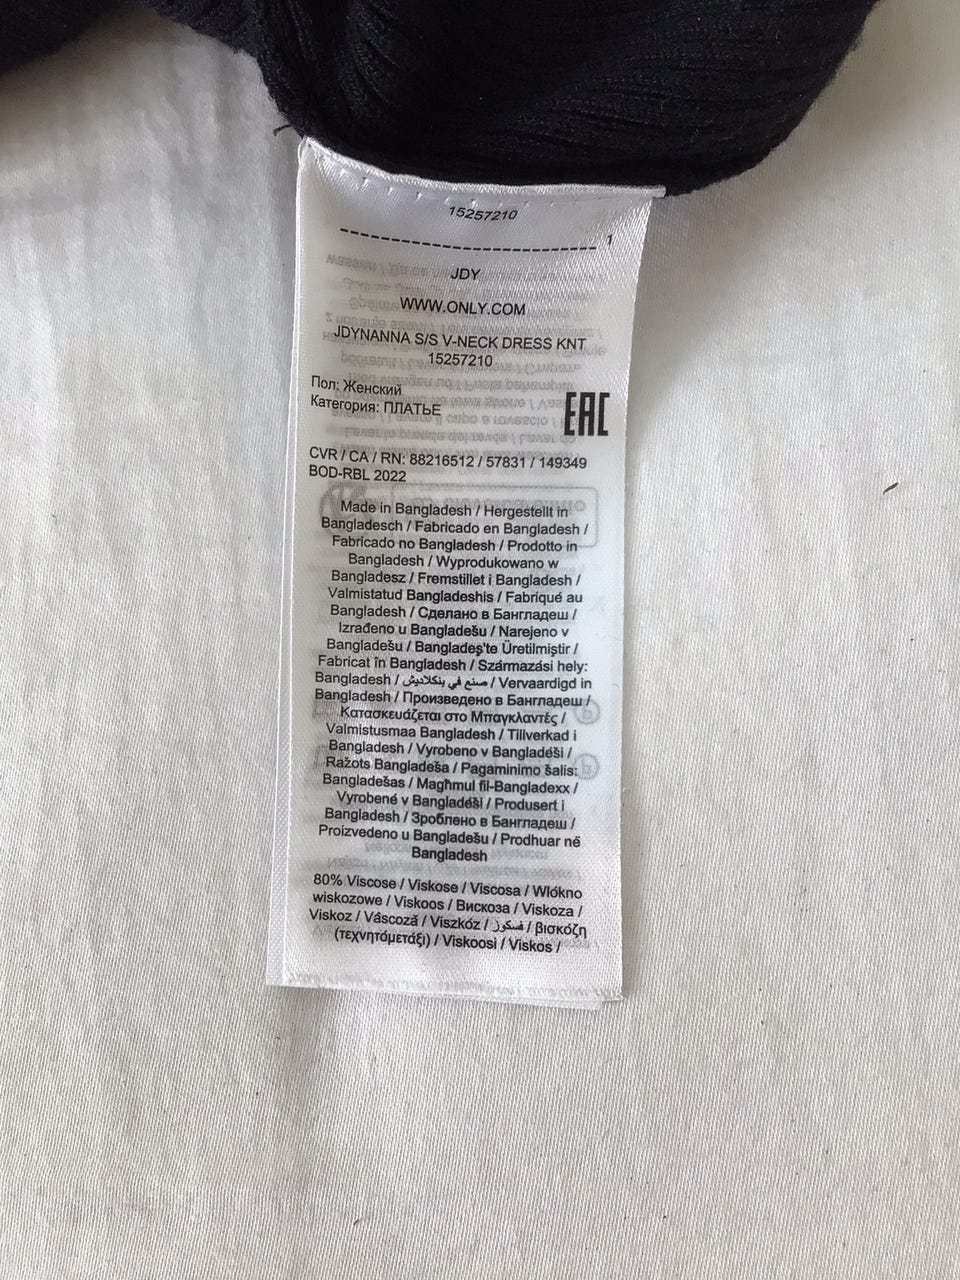 15257210
1
JDY
WWW.ONLY.COM
JDYNANNA S/S V-NECK DRESS KNT
15257210
Пол: Женский
Категория: ПЛАТЬЕ
EAC
CVR / CA / RN: 88216512 / 57831 / 149349
BOD-RBL 2022
Made in Bangladesh / Hergestellt in
Bangladesch / Fabricado en Bangladesh /
Fabricado no Bangladesh / Prodotto in
Bangladesh / Wyprodukowano w
Bangladesz / Fremstillet i Bangladesh /
Valmistatud Bangladeshis / Fabriqué au
Bangladesh / Сделано в Бангладеш /
Izrađeno u Bangladešu / Narejeno v
Bangladešu / Bangladeş'te Üretilmiştir /
Fabricat în Bangladesh / Származási hely:
Bangladesh / صنع في بنكلاديش / Vervaardigd in
Bangladesh / Произведено в Бангладеш /
Κατασκευάζεται στο Μπαγκλαντές /
Valmistusmaa Bangladesh / Tillverkad i
Bangladesh / Vyrobeno v Bangladéši /
Ražots Bangladeša / Pagaminimo šalis:
Bangladešas / Magħmul fil-Bangladexx /
Vyrobené v Bangladéši / Produsert i
Bangladesh / Зроблено в Бангладеш /
Proizvedeno u Bangladešu / Prodhuar në
Bangladesh
80% Viscose / Viskose / Viscosa / Włókno
wiskozowe / Viskoos / Вискоза / Viskoza /
Viskoz / Vâscoză / Viszkóz / فسكوز / βισκόζη
(τεχνητόμετάξι) / Viskoosi / Viskos /